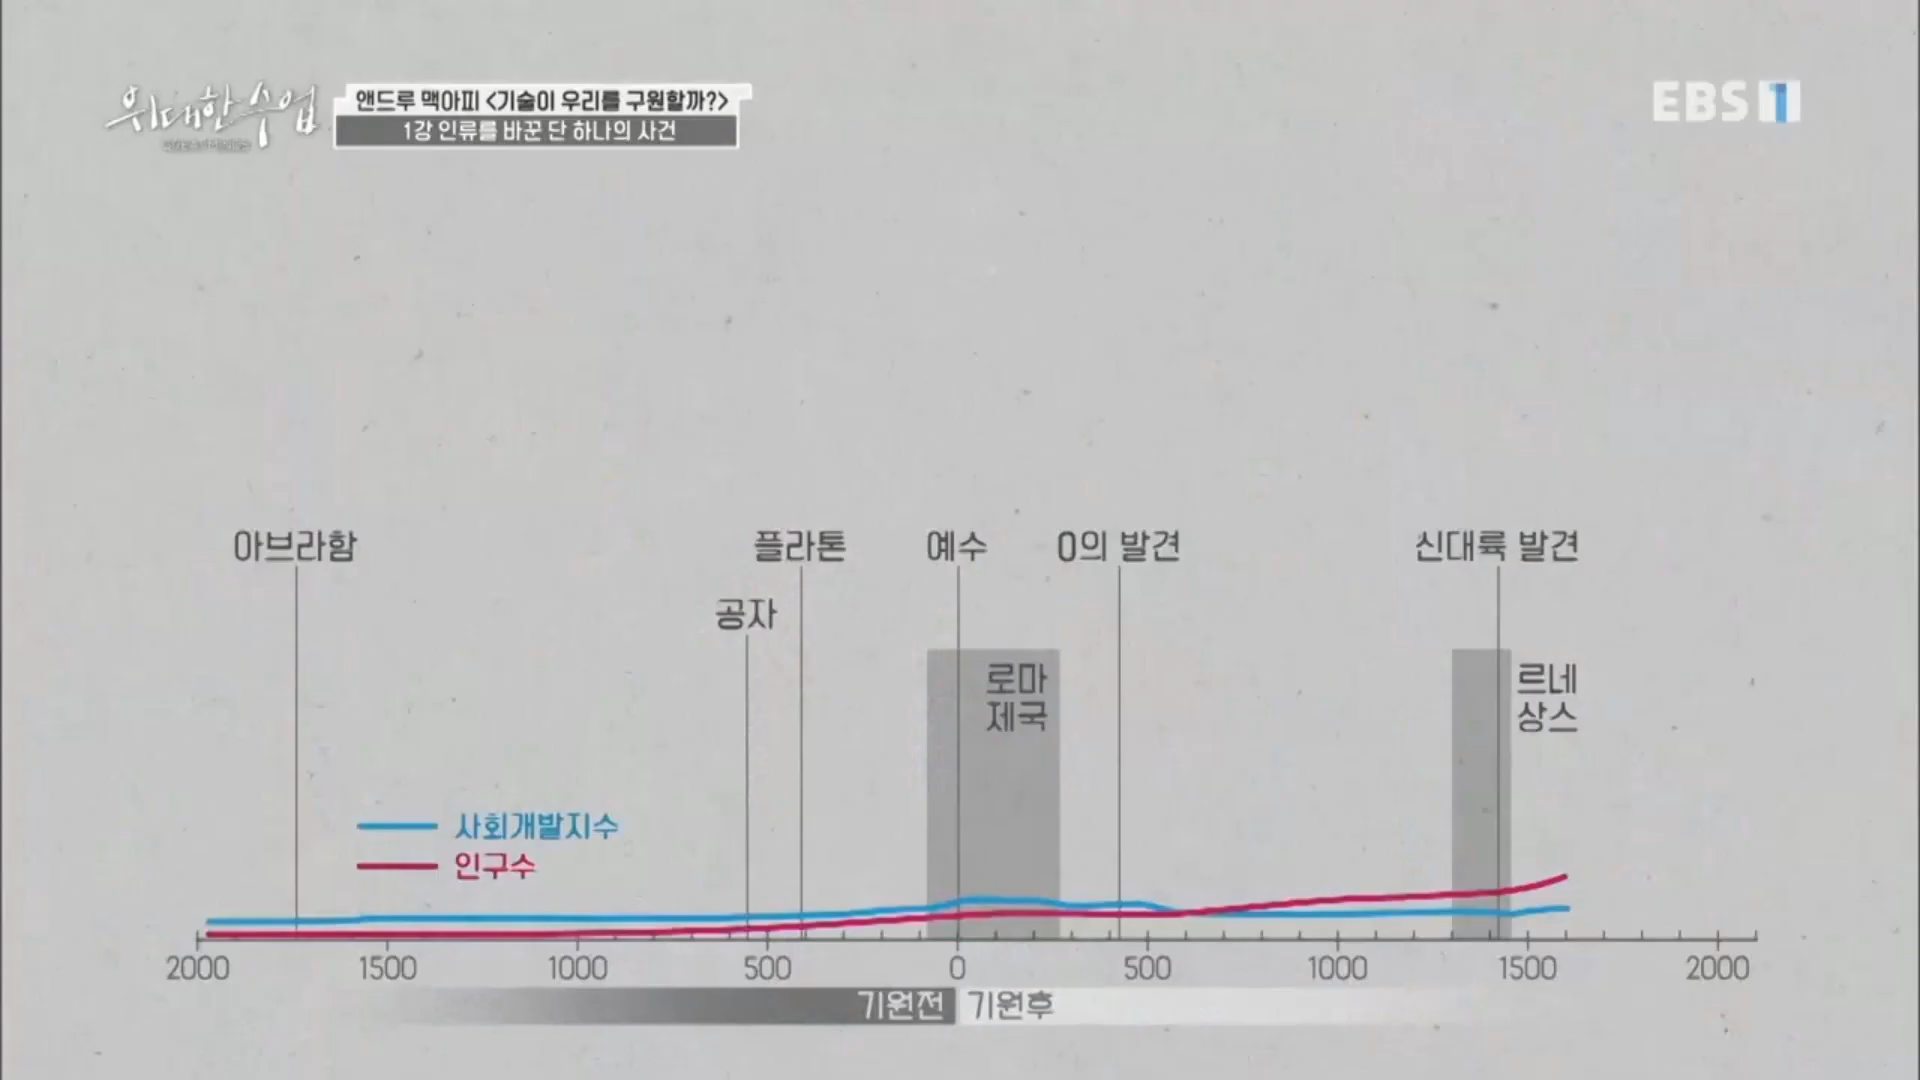 위대한 수업
GREAT MINDS
앤드루 맥아피 <기술이 우리를 구원할까?>
1강 인류를 바꾼 단 하나의 사건
EBS 1
아브라함
플라톤
예수
0의 발견
신대륙 발견
공자
로마
제국
르네
상스
사회개발지수
인구수
2000 1500 1000 500 0 500 1000 1500 2000
기원전 기원후